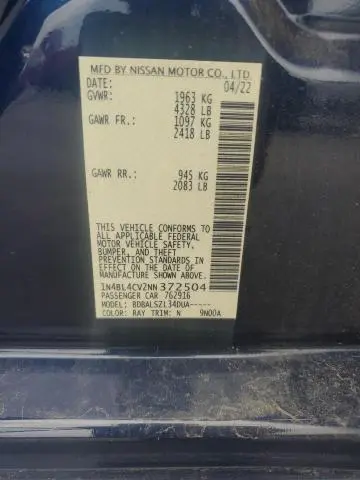 MFD BY NISSAN MOTOR CO., LTD.
DATE: 04/22
GVWR: 1963 KG
4328 LB
GAWR FR.: 1097 KG
2418 LB
GAWR RR.: 945 KG
2083 LB
THIS VEHICLE CONFORMS TO
ALL APPLICABLE FEDERAL
MOTOR VEHICLE SAFETY,
BUMPER, AND THEFT
PREVENTION STANDARDS IN
EFFECT ON THE DATE OF
MANUFACTURE SHOWN ABOVE.
1N4BL4CV2NN372504
PASSENGER CAR 762916
MODEL: BDBALSZL34DUA-----
COLOR: RAY TRIM: N 9N00A